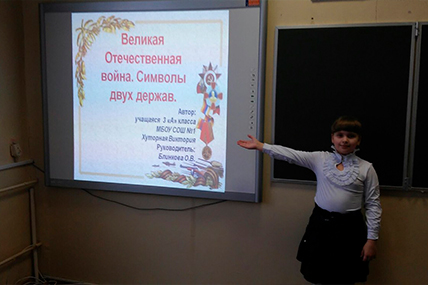 Великая
Отечественная
война. Символы
двух держав.
Автор:
учащаяся 3 «А» класса
МБОУ СОШ №1
Хуторная Виктория
Руководитель:
Блинкова О.В.